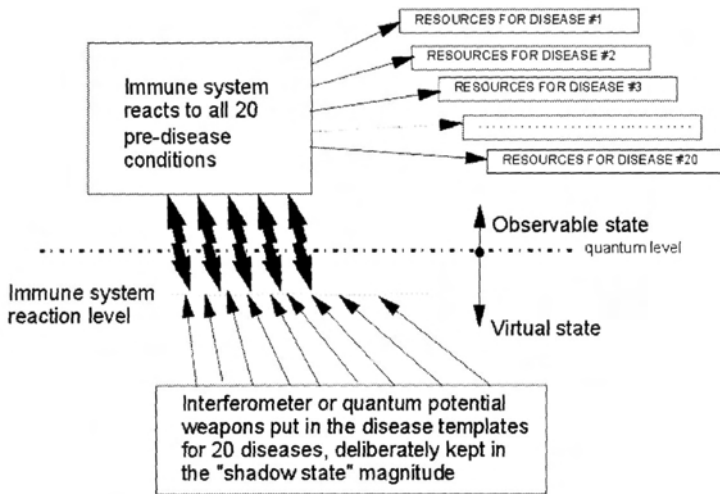 RESOURCES FOR DISEASE #1
RESOURCES FOR DISEASE #2
RESOURCES FOR DISEASE #3
RESOURCES FOR DISEASE #20
Immune system
reacts to all 20
pre-disease
conditions
Observable state
quantum level
Immune system
reaction level
Virtual state
Interferometer or quantum potential
weapons put in the disease templates
for 20 diseases, deliberately kept in
the "shadow state" magnitude